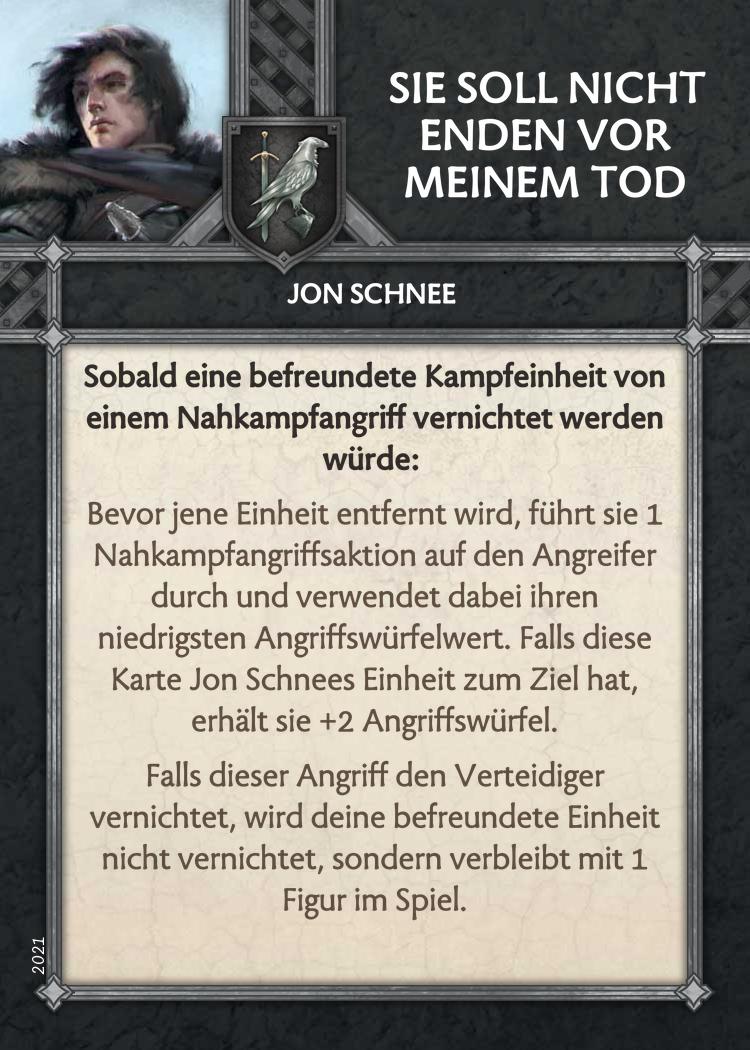 SIE SOLL NICHT
ENDEN VOR
MEINEM TOD
JON SCHNEE
Sobald eine befreundete Kampfeinheit von
einem Nahkampfangriff vernichtet werden
würde:
Bevor jene Einheit entfernt wird, führt sie 1
Nahkampfangriffsaktion auf den Angreifer
durch und verwendet dabei ihren
niedrigsten Angriffswürfelwert. Falls diese
Karte Jon Schnees Einheit zum Ziel hat,
erhält sie +2 Angriffswürfel.
Falls dieser Angriff den Verteidiger
vernichtet, wird deine befreundete Einheit
nicht vernichtet, sondern verbleibt mit 1
Figur im Spiel.
2021